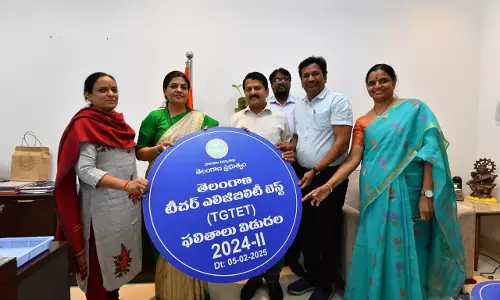 తెలంగాణ ప్రభుత్వం
తెలంగాణ
టీచర్ ఎలిజిబిలిటీ టెస్ట్
(TGTET)
ఫలితాలు విడుదల
2024-II
Dt: 05-02-2025